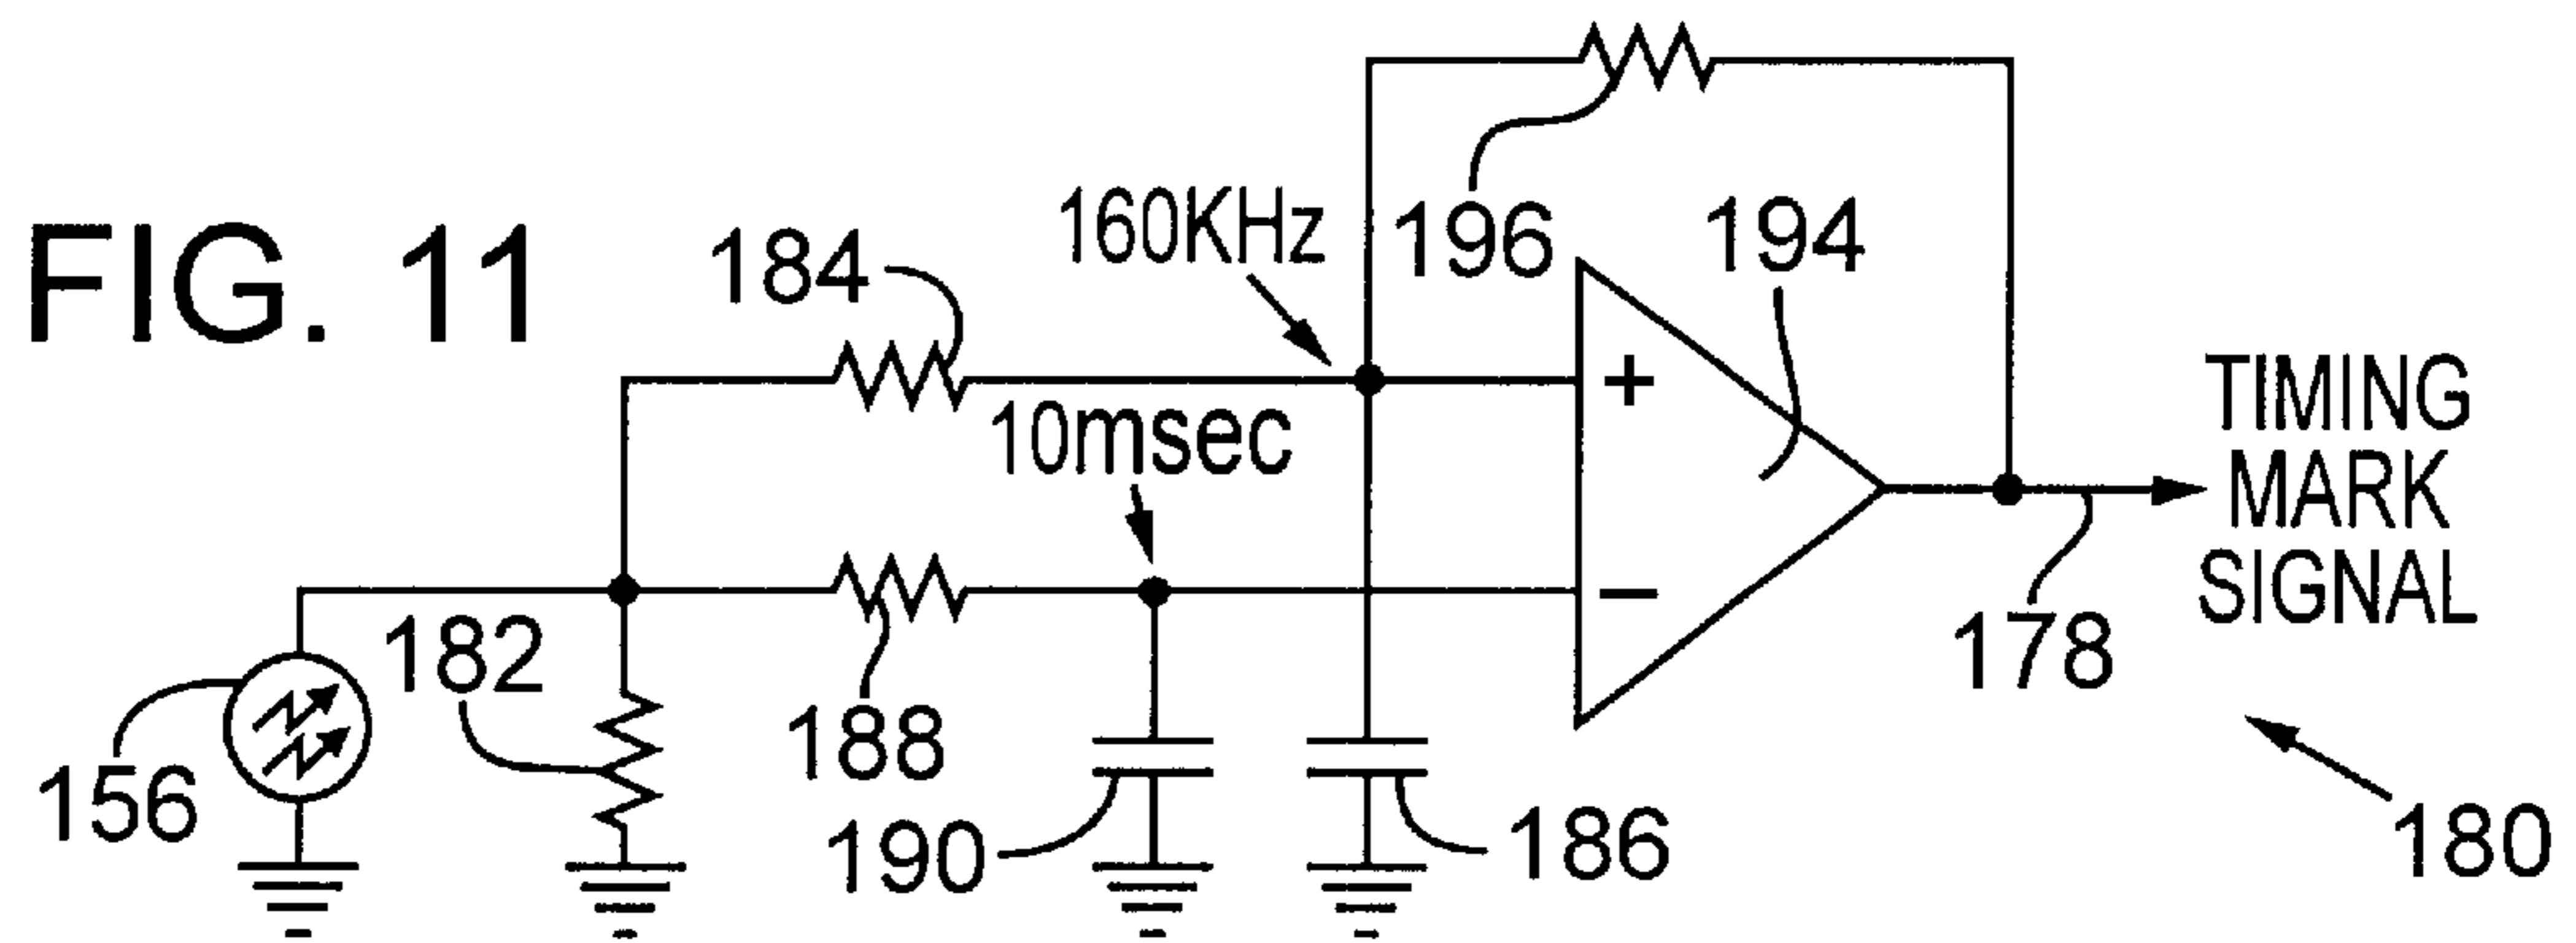 FIG. 11
196
160KHz
184
194
10msec
TIMING
MARK
SIGNAL
+
−
182
188
178
156
190
186
180